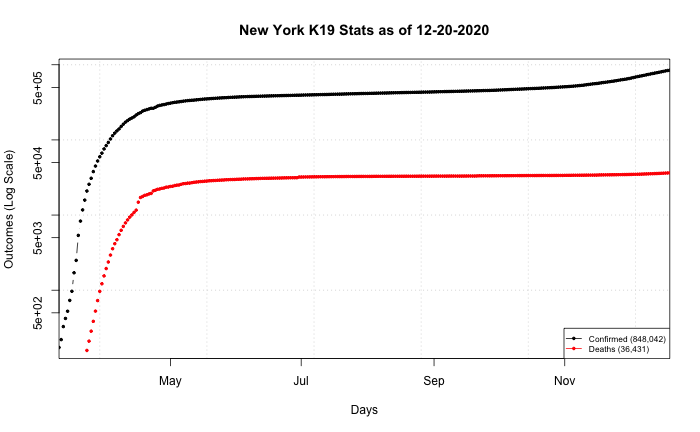 New York K19 Stats as of 12-20-2020
Outcomes (Log Scale)
5e+05
5e+04
5e+03
5e+02
Confirmed (848,042)
Deaths (36,431)
May Jul Sep Nov
Days